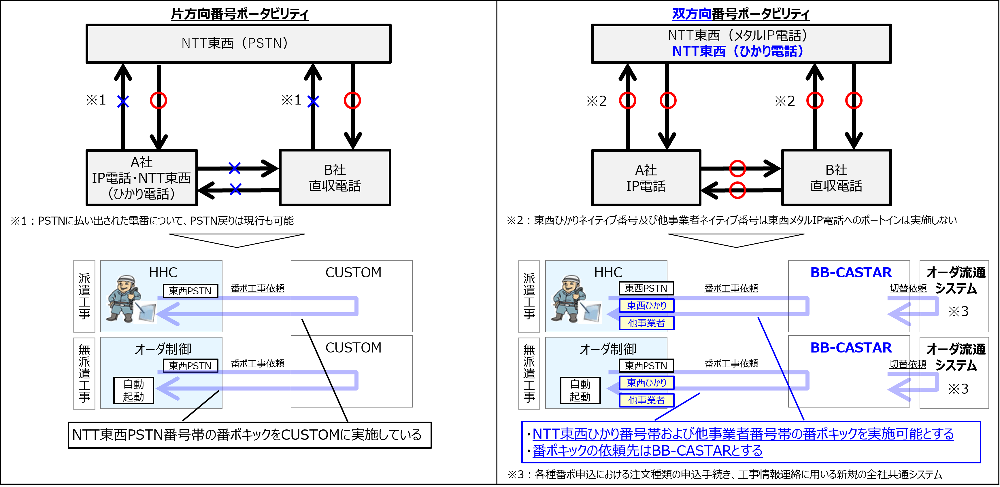 片方向番号ポータビリティ
NTT東西（PSTN）
※1
※1
A社
IP電話・NTT東西
（ひかり電話）
B社
直収電話
※1：PSTNに払い出された電番について、PSTN戻りは現行も可能
派遣工事
HHC
東西PSTN
番ポ工事依頼
CUSTOM
無派遣工事
オーダ制御
東西PSTN
自動
起動
番ポ工事依頼
CUSTOM
NTT東西PSTN番号帯の番ポキックをCUSTOMに実施している
双方向番号ポータビリティ
NTT東西（メタルIP電話）
NTT東西（ひかり電話）
※2
※2
A社
IP電話
B社
直収電話
※2：東西ひかりネイティブ番号及び他事業者ネイティブ番号は東西メタルIP電話へのポートインは実施しない
派遣工事
HHC
東西PSTN
東西ひかり
他事業者
番ポ工事依頼
BB-CASTAR
切替依頼
オーダ流通
システム
※3
無派遣工事
オーダ制御
東西PSTN
東西ひかり
他事業者
自動
起動
番ポ工事依頼
BB-CASTAR
切替依頼
オーダ流通
システム
※3
・NTT東西ひかり番号帯および他事業者番号帯の番ポキックを実施可能とする
・番ポキックの依頼先はBB-CASTARとする
※3：各種番ポ申込における注文種類の申込手続き、工事情報連絡に用いる新規の全社共通システム